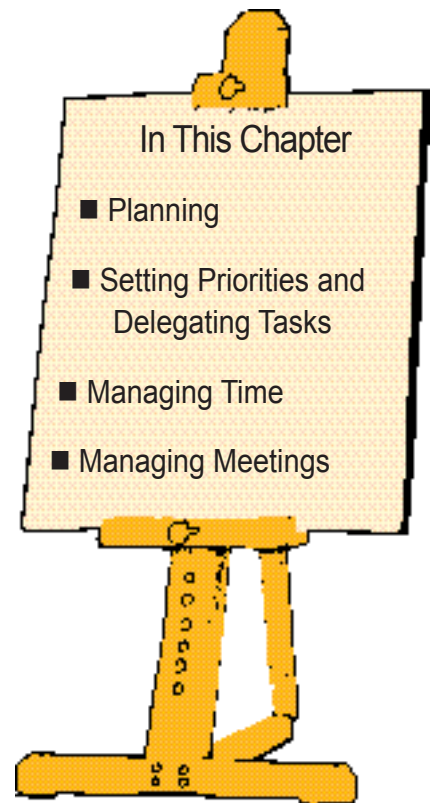 In This Chapter
■ Planning
■ Setting Priorities and
Delegating Tasks
■ Managing Time
■ Managing Meetings